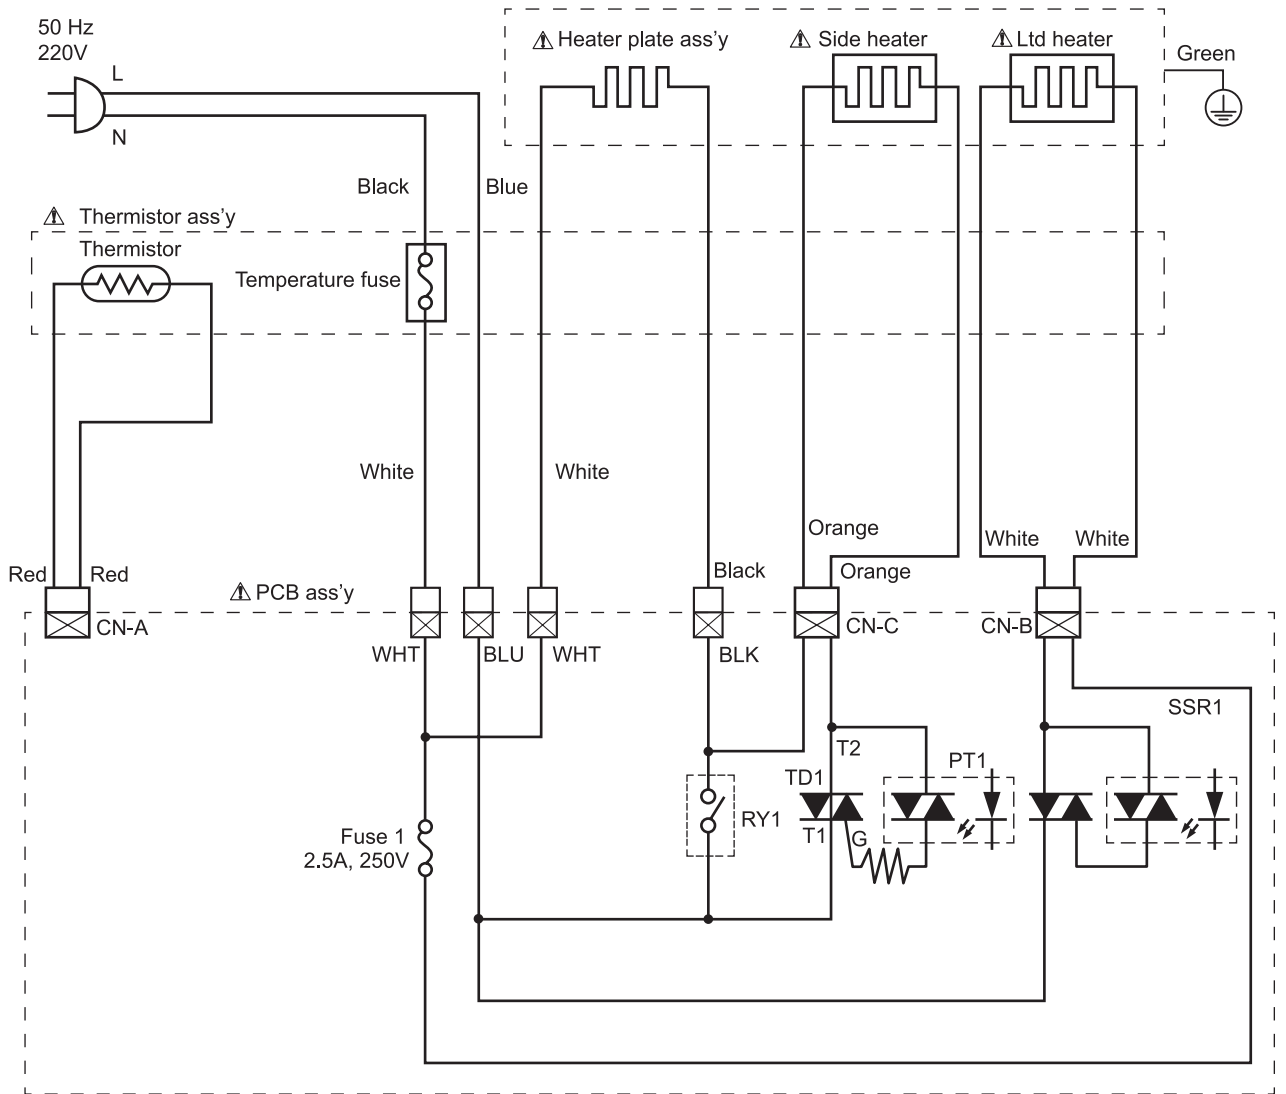 50 Hz
220V
L
N
Heater plate ass'y
Side heater
Ltd heater
Green
Black
Blue
Thermistor ass'y
Thermistor
Temperature fuse
White
White
Orange
White
White
Red
Red
PCB ass'y
Black
Orange
CN-A
CN-C
CN-B
WHT
BLU
WHT
BLK
SSR1
T2
PT1
TD1
RY1
T1
G
Fuse 1
2.5A, 250V